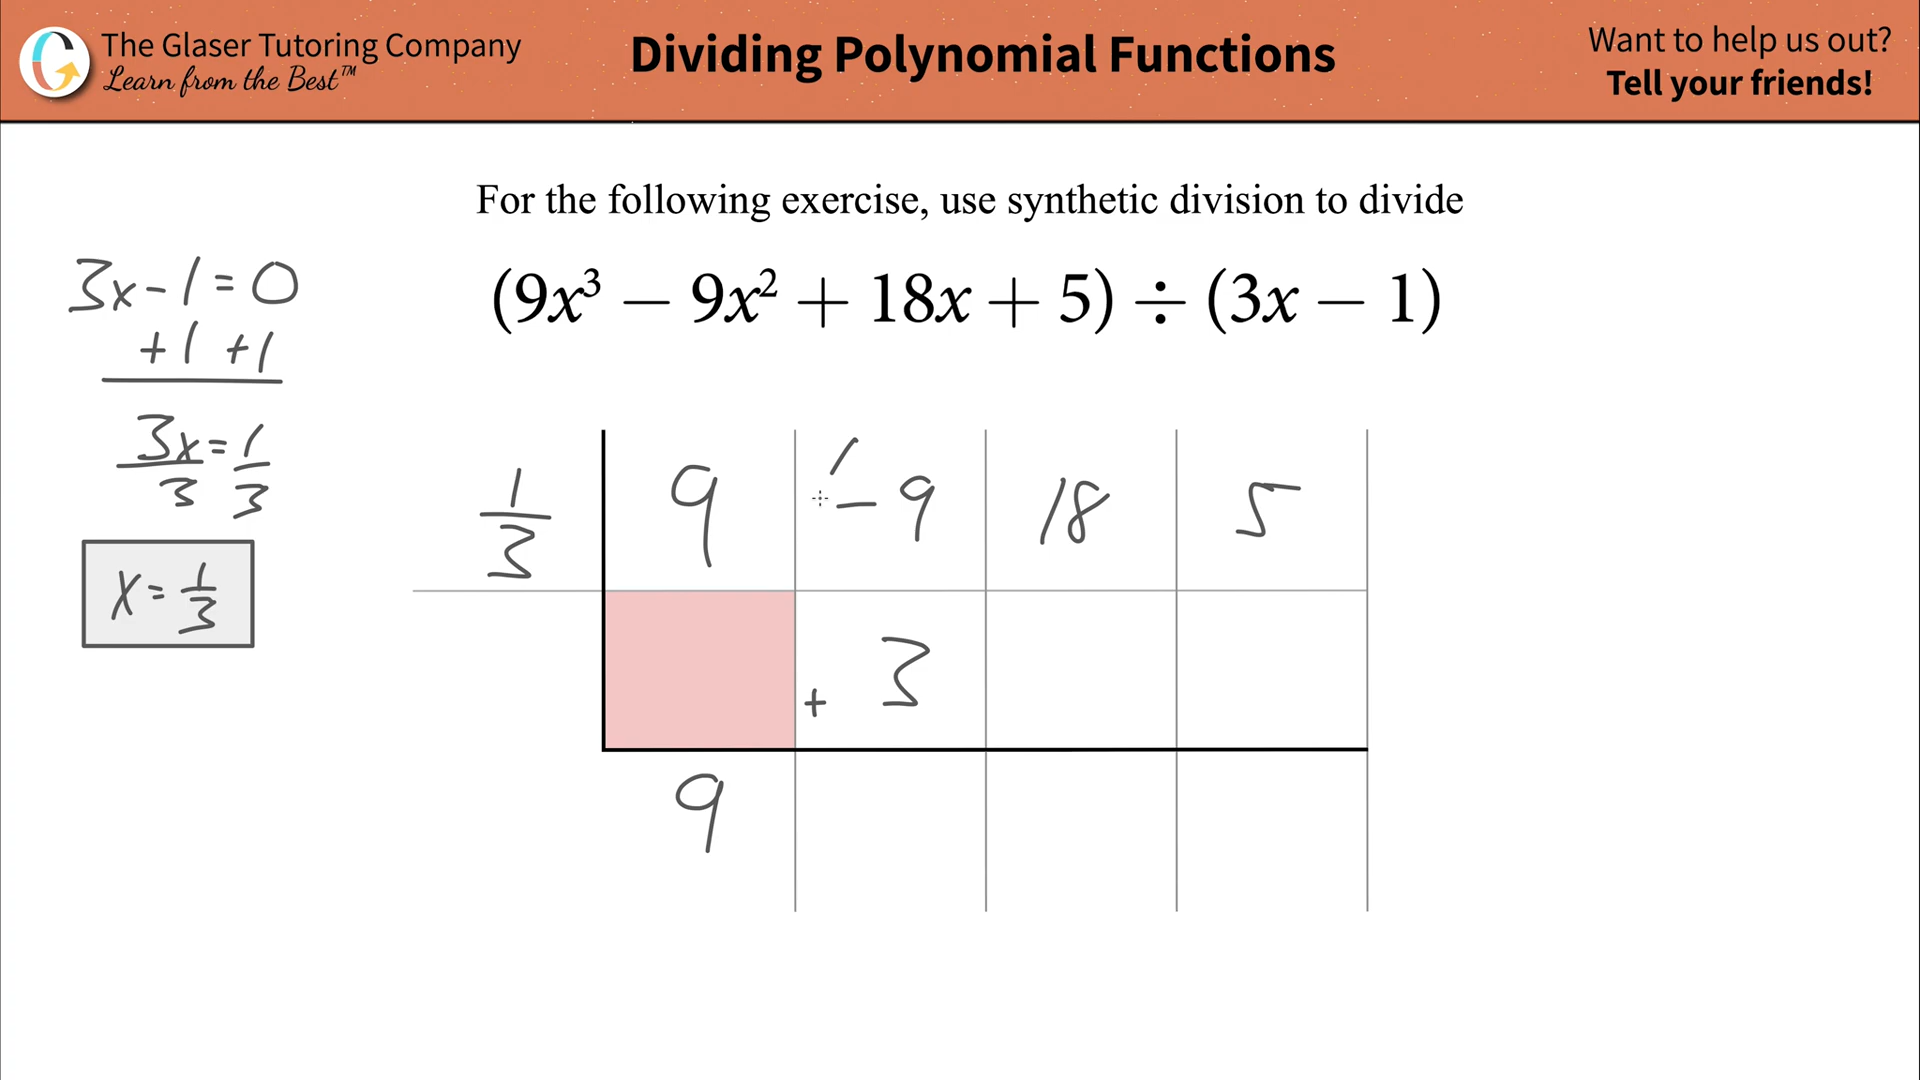 The Glaser Tutoring Company
Learn from the Best™
Dividing Polynomial Functions
Want to help us out?
Tell your friends!
For the following exercise, use synthetic division to divide
(9x³ − 9x² + 18x + 5) ÷ (3x − 1)
3x-1=0
+1 +1
3x=1
3 3
x=1/3
1/3 9 -9 18 5
+ 3
9